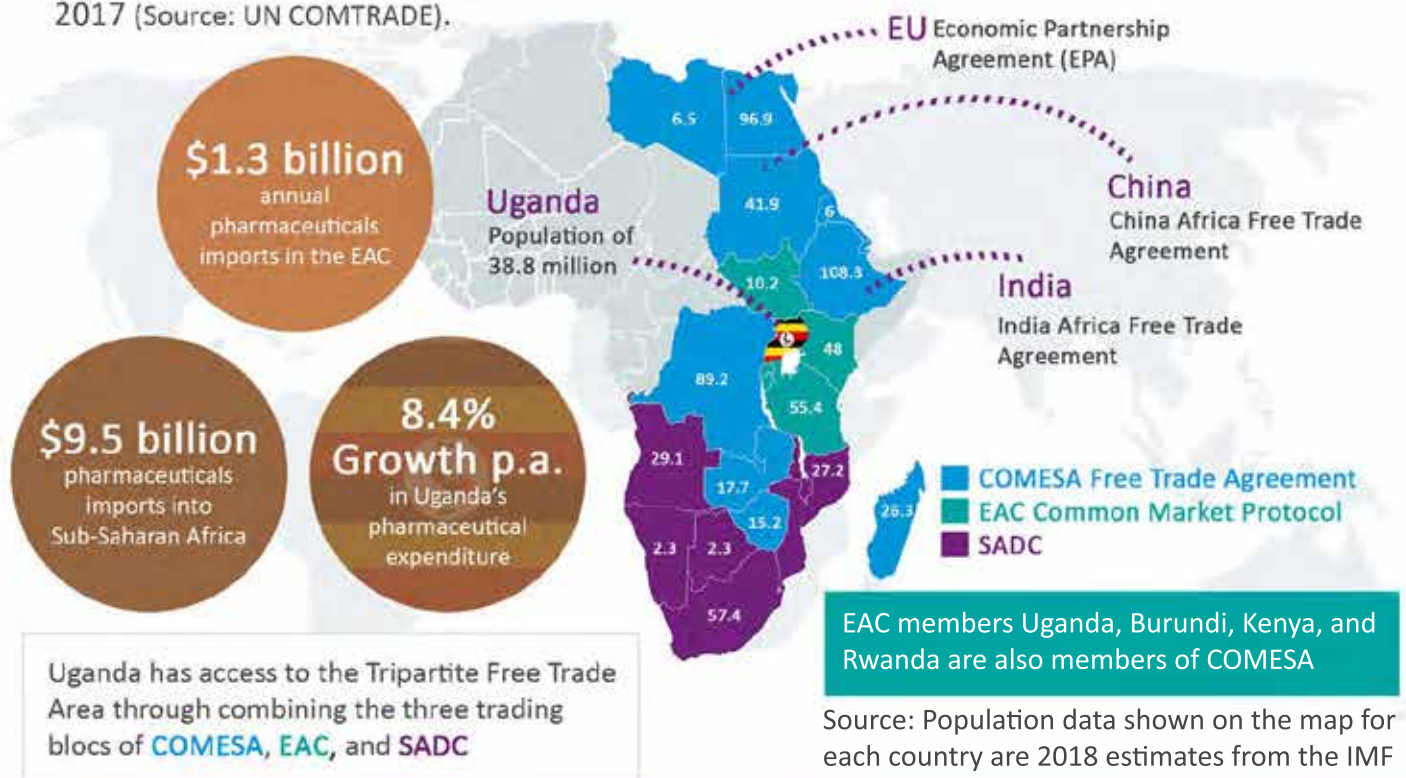 2017 (Source: UN COMTRADE).
EU Economic Partnership
Agreement (EPA)
$1.3 billion
annual
pharmaceuticals
imports in the EAC
Uganda
Population of
38.8 million
China
China Africa Free Trade
Agreement
India
India Africa Free Trade
Agreement
6.5
96.9
41.9
6
108.3
10.2
48
89.2
55.4
29.1
27.2
17.7
15.2
26.3
2.3
2.3
57.4
$9.5 billion
pharmaceuticals
imports into
Sub-Saharan Africa
8.4%
Growth p.a.
in Uganda's
pharmaceutical
expenditure
COMESA Free Trade Agreement
EAC Common Market Protocol
SADC
EAC members Uganda, Burundi, Kenya, and
Rwanda are also members of COMESA
Uganda has access to the Tripartite Free Trade
Area through combining the three trading
blocs of COMESA, EAC, and SADC
Source: Population data shown on the map for
each country are 2018 estimates from the IMF